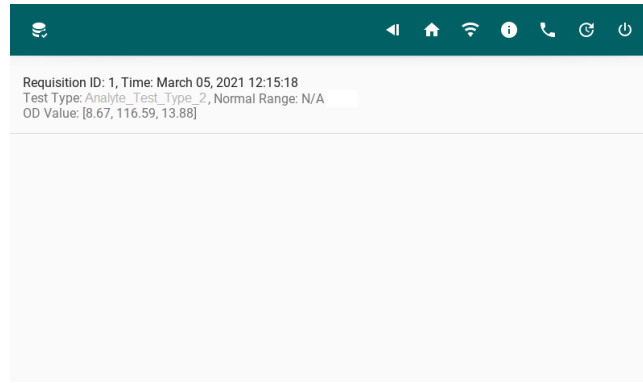 Requisition ID: 1, Time: March 05, 2021 12:15:18
Test Type: Analyte_Test_Type_2, Normal Range: N/A
OD Value: [8.67, 116.59, 13.88]